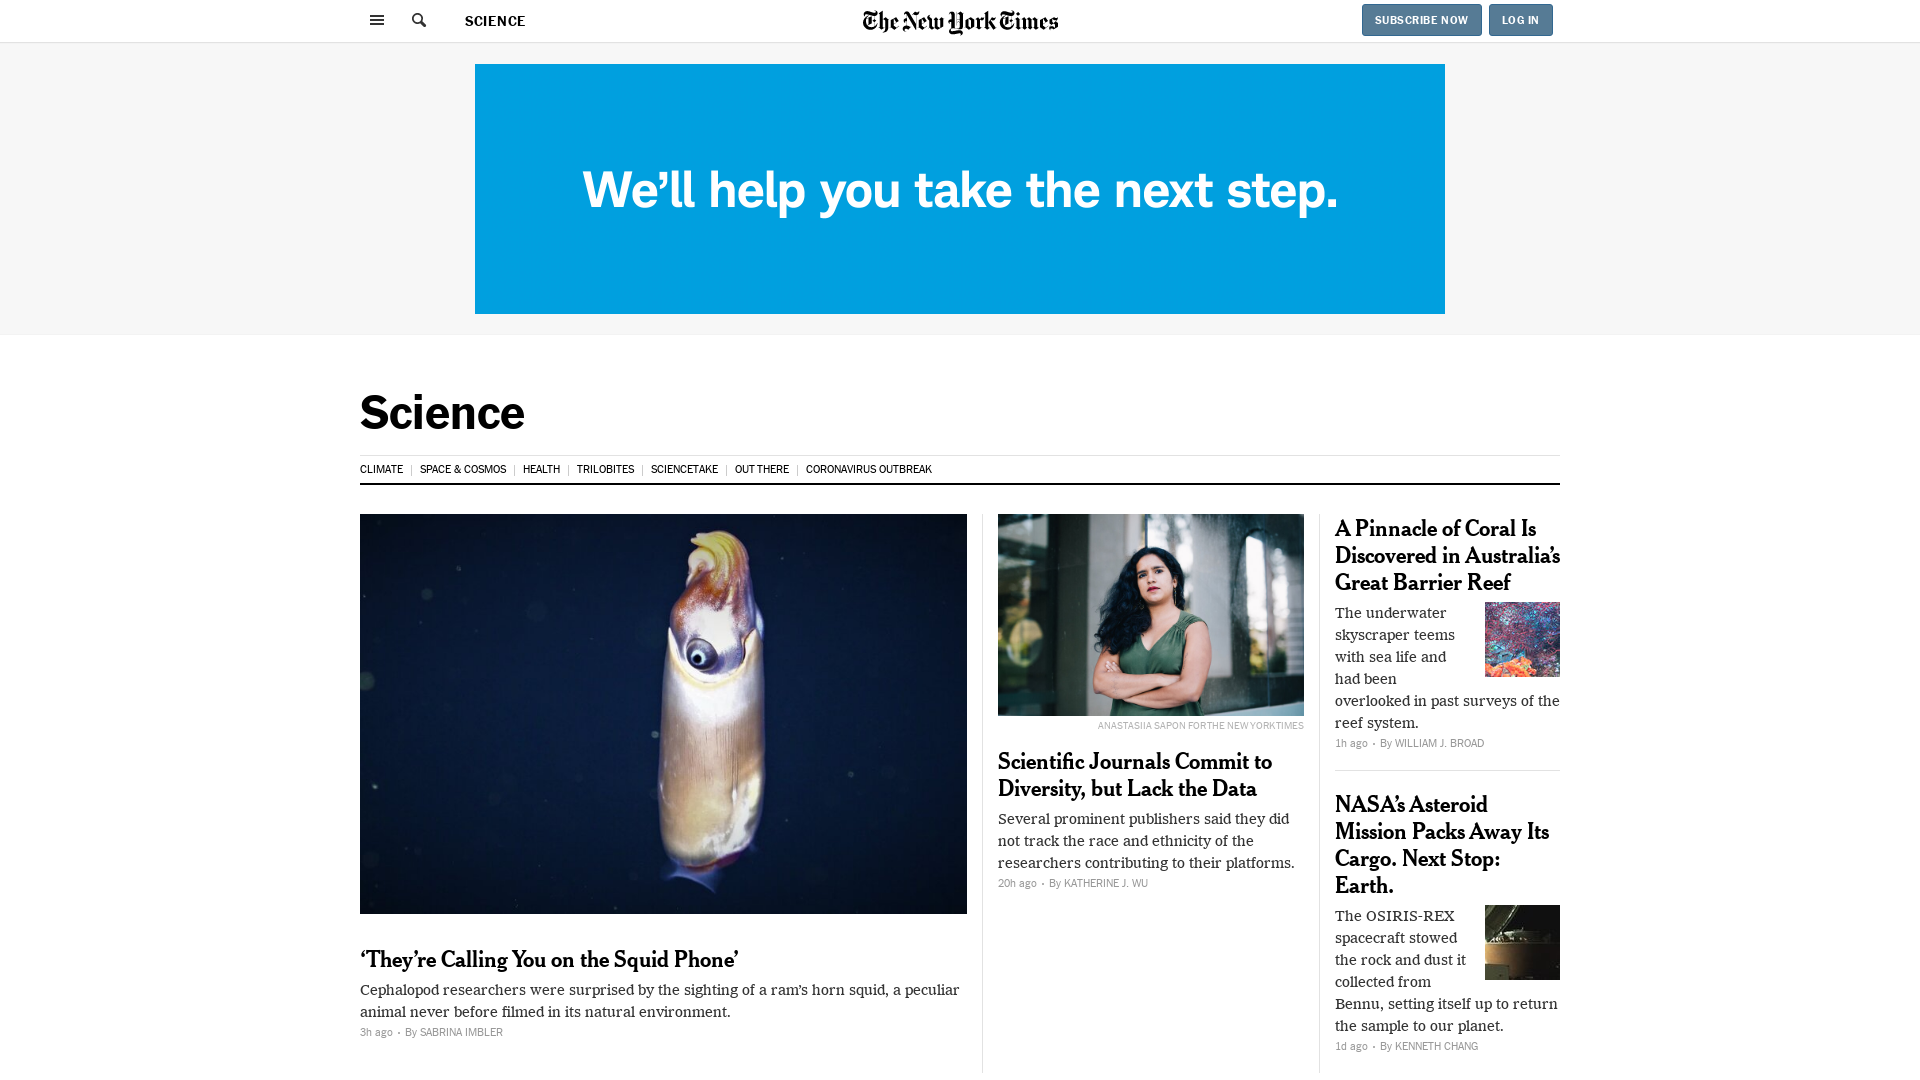 SCIENCE
The New York Times
SUBSCRIBE NOW
LOG IN
We'll help you take the next step.
Science
CLIMATE
SPACE & COSMOS
HEALTH
TRILOBITES
SCIENCETAKE
OUT THERE
CORONAVIRUS OUTBREAK
‘They’re Calling You on the Squid Phone’
Cephalopod researchers were surprised by the sighting of a ram’s horn squid, a peculiar
animal never before filmed in its natural environment.
3h ago • By SABRINA IMBLER
ANASTASIIA SAPON FOR THE NEW YORK TIMES
Scientific Journals Commit to
Diversity, but Lack the Data
Several prominent publishers said they did
not track the race and ethnicity of the
researchers contributing to their platforms.
20h ago • By KATHERINE J. WU
A Pinnacle of Coral Is
Discovered in Australia’s
Great Barrier Reef
The underwater
skyscraper teems
with sea life and
had been
overlooked in past surveys of the
reef system.
1h ago • By WILLIAM J. BROAD
NASA’s Asteroid
Mission Packs Away Its
Cargo. Next Stop:
Earth.
The OSIRIS-REX
spacecraft stowed
the rock and dust it
collected from
Bennu, setting itself up to return
the sample to our planet.
1d ago • By KENNETH CHANG